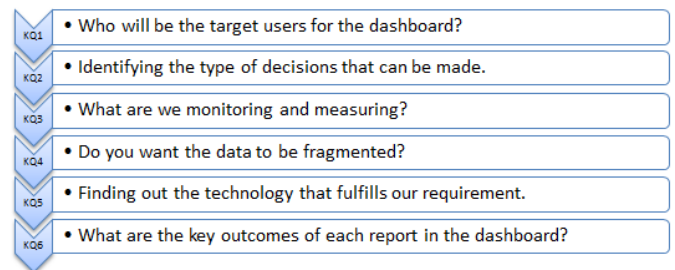 KQ1 • Who will be the target users for the dashboard?
KQ2 • Identifying the type of decisions that can be made.
KQ3 • What are we monitoring and measuring?
KQ4 • Do you want the data to be fragmented?
KQ5 • Finding out the technology that fulfills our requirement.
KQ6 • What are the key outcomes of each report in the dashboard?